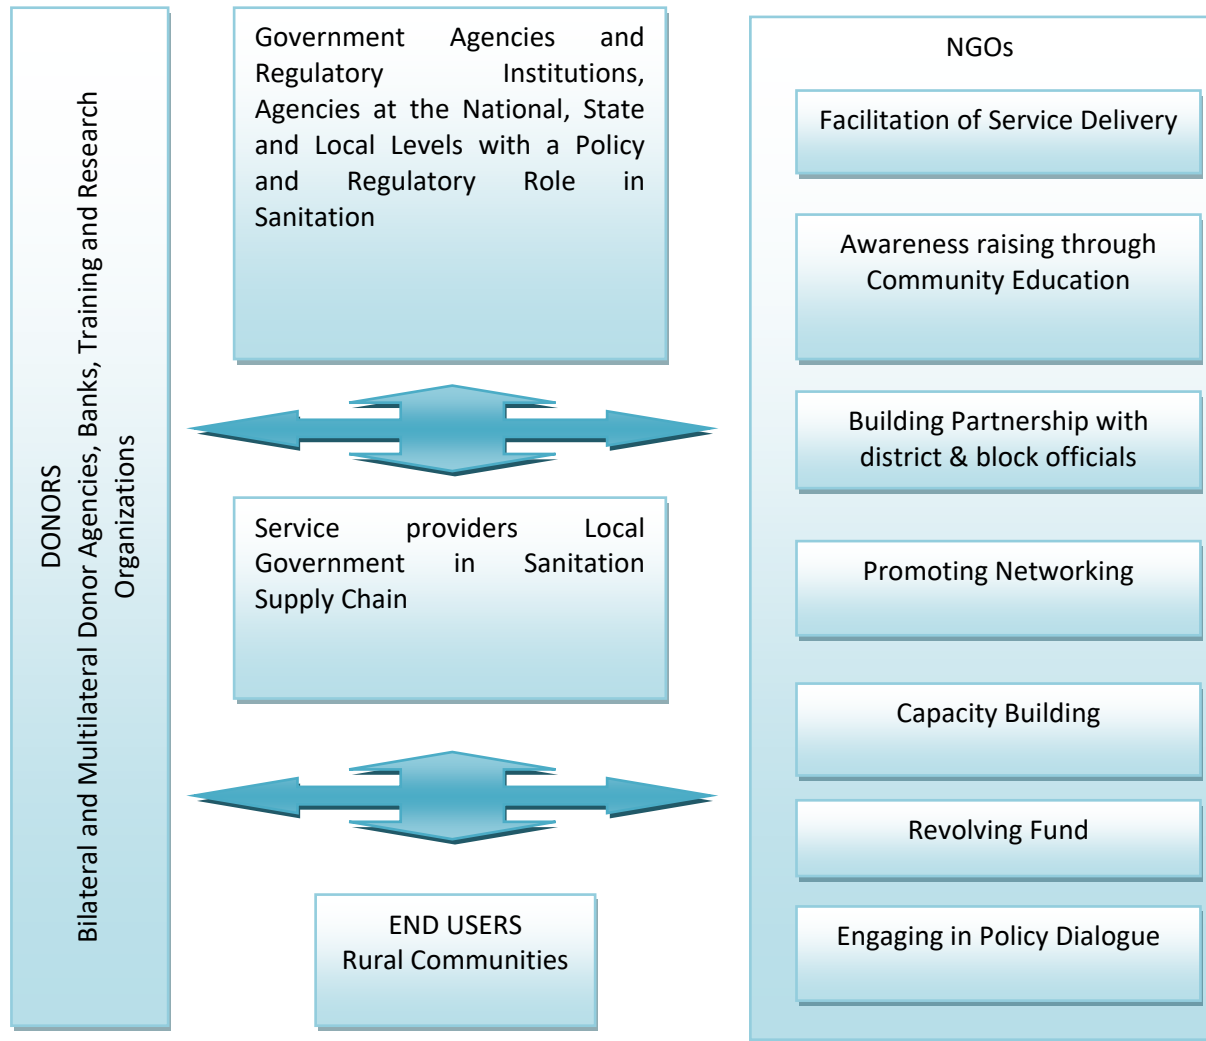 DONORS
Bilateral and Multilateral Donor Agencies, Banks, Training and Research
Organizations
Government Agencies and
Regulatory Institutions,
Agencies at the National, State
and Local Levels with a Policy
and Regulatory Role in
Sanitation
Service providers Local
Government in Sanitation
Supply Chain
END USERS
Rural Communities
NGOs
Facilitation of Service Delivery
Awareness raising through
Community Education
Building Partnership with
district & block officials
Promoting Networking
Capacity Building
Revolving Fund
Engaging in Policy Dialogue